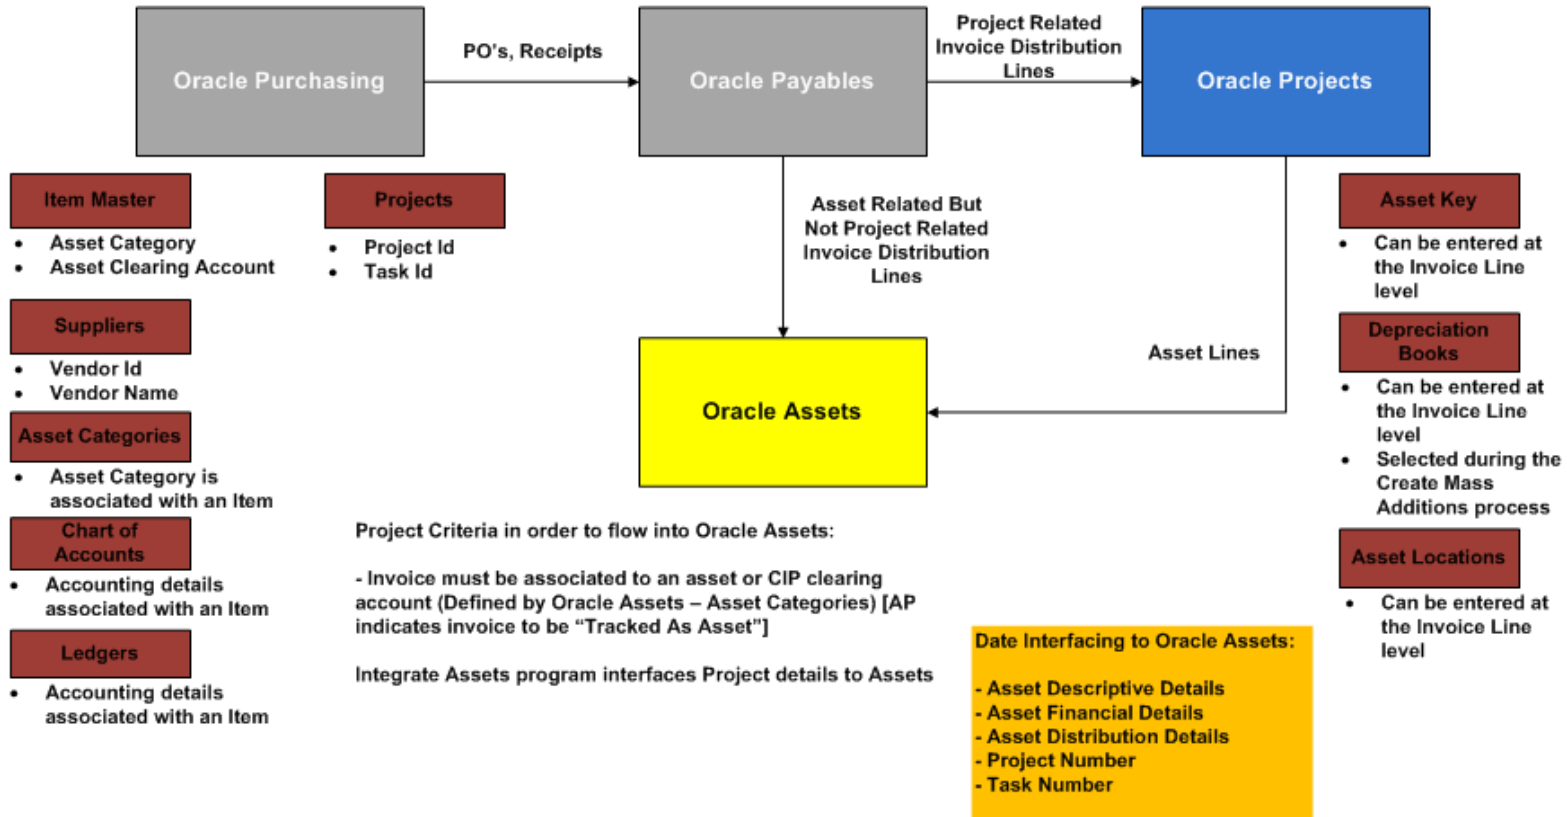 Oracle Purchasing
PO's, Receipts
Oracle Payables
Project Related
Invoice Distribution
Lines
Oracle Projects
Item Master
• Asset Category
• Asset Clearing Account
Projects
• Project Id
• Task Id
Asset Related But
Not Project Related
Invoice Distribution
Lines
Asset Key
• Can be entered at
the Invoice Line
level
Suppliers
• Vendor Id
• Vendor Name
Oracle Assets
Asset Lines
Depreciation
Books
• Can be entered at
the Invoice Line
level
• Selected during the
Create Mass
Additions process
Asset Categories
• Asset Category is
associated with an Item
Chart of
Accounts
• Accounting details
associated with an Item
Ledgers
• Accounting details
associated with an Item
Project Criteria in order to flow into Oracle Assets:
- Invoice must be associated to an asset or CIP clearing
account (Defined by Oracle Assets – Asset Categories) [AP
indicates invoice to be “Tracked As Asset”]
Integrate Assets program interfaces Project details to Assets
Asset Locations
• Can be entered at
the Invoice Line
level
Date Interfacing to Oracle Assets:
- Asset Descriptive Details
- Asset Financial Details
- Asset Distribution Details
- Project Number
- Task Number